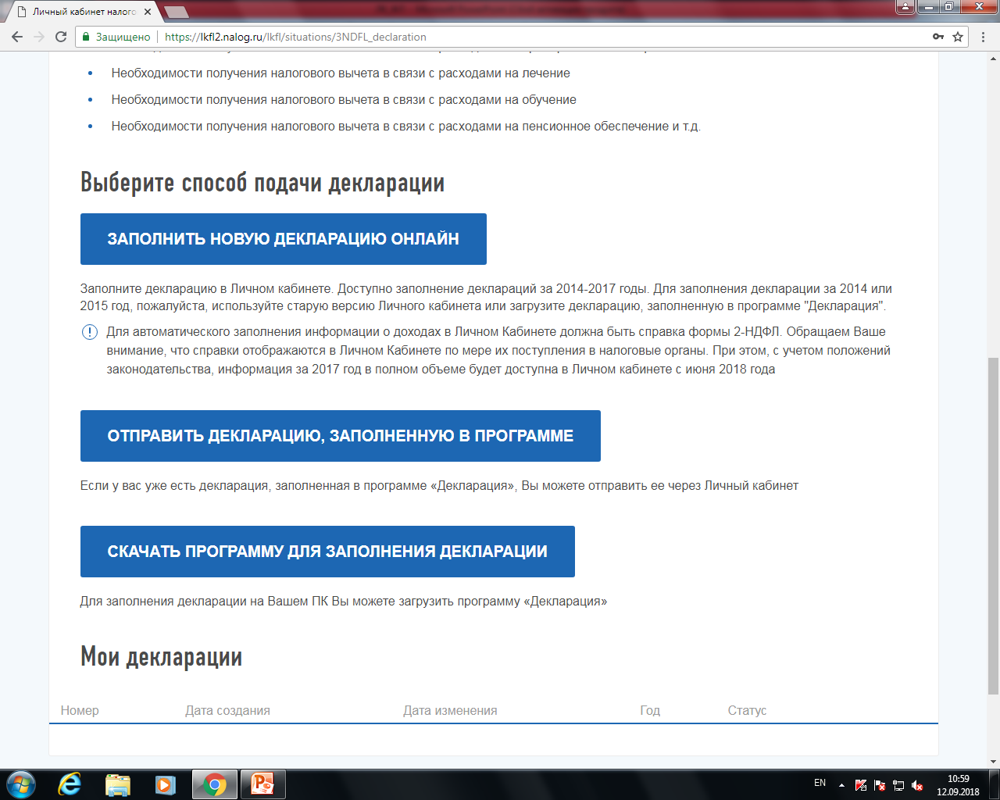 Личный кабинет налого
Защищено
https://lkfl2.nalog.ru/lkfl/situations/3NDFL_declaration
Необходимости получения налогового вычета в связи с расходами на лечение
Необходимости получения налогового вычета в связи с расходами на обучение
Необходимости получения налогового вычета в связи с расходами на пенсионное обеспечение и т.д.
Выберите способ подачи декларации
ЗАПОЛНИТЬ НОВУЮ ДЕКЛАРАЦИЮ ОНЛАЙН
Заполните декларацию в Личном кабинете. Доступно заполнение деклараций за 2014-2017 годы. Для заполнения декларации за 2014 или
2015 год, пожалуйста, используйте старую версию Личного кабинета или загрузите декларацию, заполненную в программе "Декларация".
Для автоматического заполнения информации о доходах в Личном Кабинете должна быть справка формы 2-НДФЛ. Обращаем Ваше
внимание, что справки отображаются в Личном Кабинете по мере их поступления в налоговые органы. При этом, с учетом положений
законодательства, информация за 2017 год в полном объеме будет доступна в Личном кабинете с июня 2018 года
ОТПРАВИТЬ ДЕКЛАРАЦИЮ, ЗАПОЛНЕННУЮ В ПРОГРАММЕ
Если у вас уже есть декларация, заполненная в программе «Декларация», Вы можете отправить ее через Личный кабинет
СКАЧАТЬ ПРОГРАММУ ДЛЯ ЗАПОЛНЕНИЯ ДЕКЛАРАЦИИ
Для заполнения декларации на Вашем ПК Вы можете загрузить программу «Декларация»
Мои декларации
Номер Дата создания Дата изменения Год Статус
EN
10:59
12.09.2018